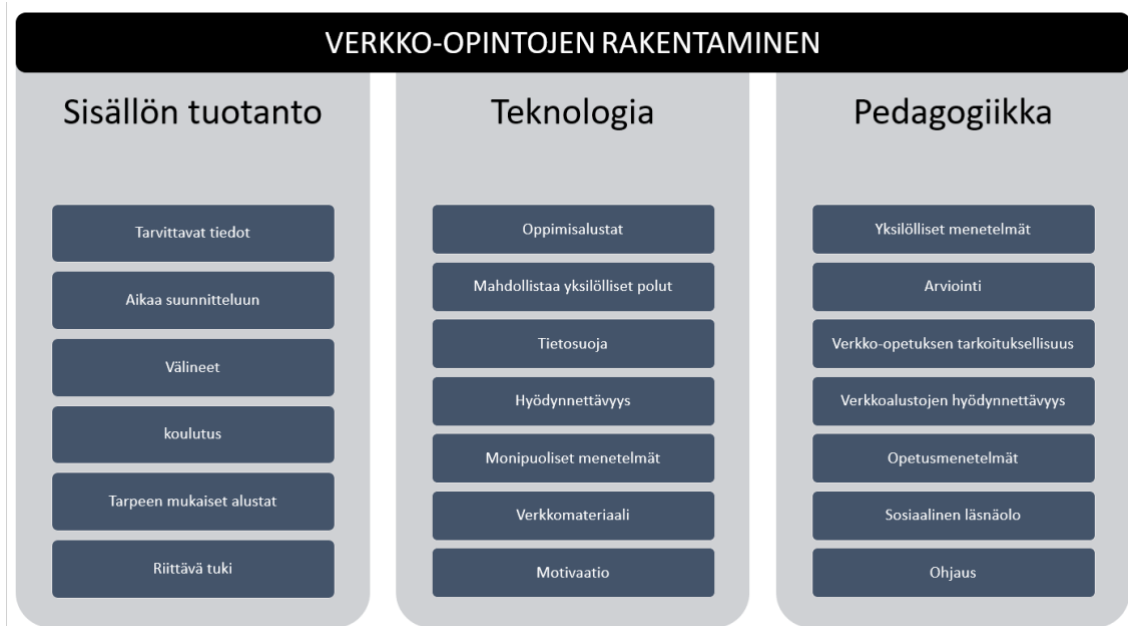 VERKKO-OPINTOJEN RAKENTAMINEN
Sisällön tuotanto
Tarvittavat tiedot
Aikaa suunnitteluun
Välineet
koulutus
Tarpeen mukaiset alustat
Riittävä tuki
Teknologia
Oppimisalustat
Mahdollistaa yksilölliset polut
Tietosuoja
Hyödynnettävyys
Monipuoliset menetelmät
Verkkomateriaali
Motivaatio
Pedagogiikka
Yksilölliset menetelmät
Arviointi
Verkko-opetuksen tarkoituksellisuus
Verkkoalustojen hyödynnettävyys
Opetusmenetelmät
Sosiaalinen läsnäolo
Ohjaus